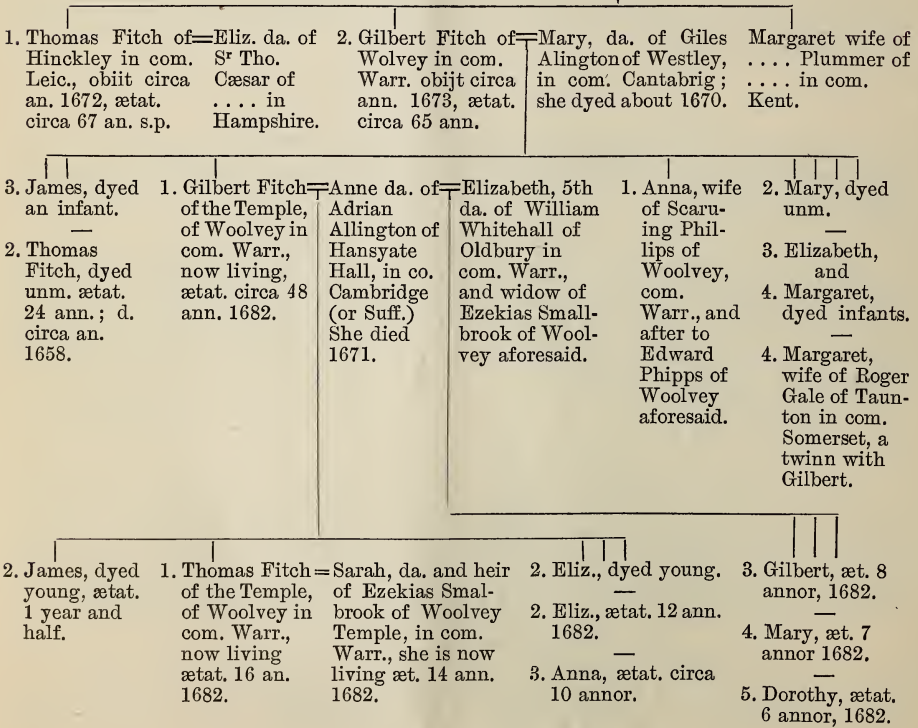 1. Thomas Fitch of
Hinckley in com.
Leic., obiit circa
an. 1672, ætat.
circa 67 an. s.p.
=Eliz. da. of
Sr Tho.
Cæsar of
. . . . in
Hampshire.
2. Gilbert Fitch of
Wolvey in com.
Warr. obijt circa
ann. 1673, ætat.
circa 65 ann.
=Mary, da. of Giles
Alington of Westley,
in com. Cantabrig ;
she dyed about 1670.
Margaret wife of
. . . . Plummer of
. . . . in com.
Kent.
3. James, dyed
an infant.
—
2. Thomas
Fitch, dyed
unm. ætat.
24 ann. ; d.
circa an.
1658.
1. Gilbert Fitch
of the Temple,
of Woolvey in
com. Warr.,
now living,
ætat. circa 48
ann. 1682.
=Anne da. of
Adrian
Allington of
Hansyate
Hall, in co.
Cambridge
(or Suff.)
She died
1671.
=Elizabeth, 5th
da. of William
Whitehall of
Oldbury in
com. Warr.,
and widow of
Ezekias Small-
brook of Wool-
vey aforesaid.
1. Anna, wife
of Scaru-
ing Phil-
lips of
Woolvey,
com.
Warr., and
after to
Edward
Phipps of
Woolvey
aforesaid.
2. Mary, dyed
unm.
—
3. Elizabeth,
and
4. Margaret,
dyed infants.
—
4. Margaret,
wife of Roger
Gale of Taun-
ton in com.
Somerset, a
twinn with
Gilbert.
2. James, dyed
young, ætat.
1 year and
half.
1. Thomas Fitch
of the Temple,
of Woolvey in
com. Warr.,
now living
ætat. 16 an.
1682.
=Sarah, da. and heir
of Ezekias Smal-
brook of Woolvey
Temple, in com.
Warr., she is now
living æt. 14 ann.
1682.
2. Eliz., dyed young.
—
2. Eliz., ætat. 12 ann.
1682.
—
3. Anna, ætat. circa
10 annor.
3. Gilbert, æt. 8
annor, 1682.
—
4. Mary, æt. 7
annor 1682.
—
5. Dorothy, ætat.
6 annor, 1682.